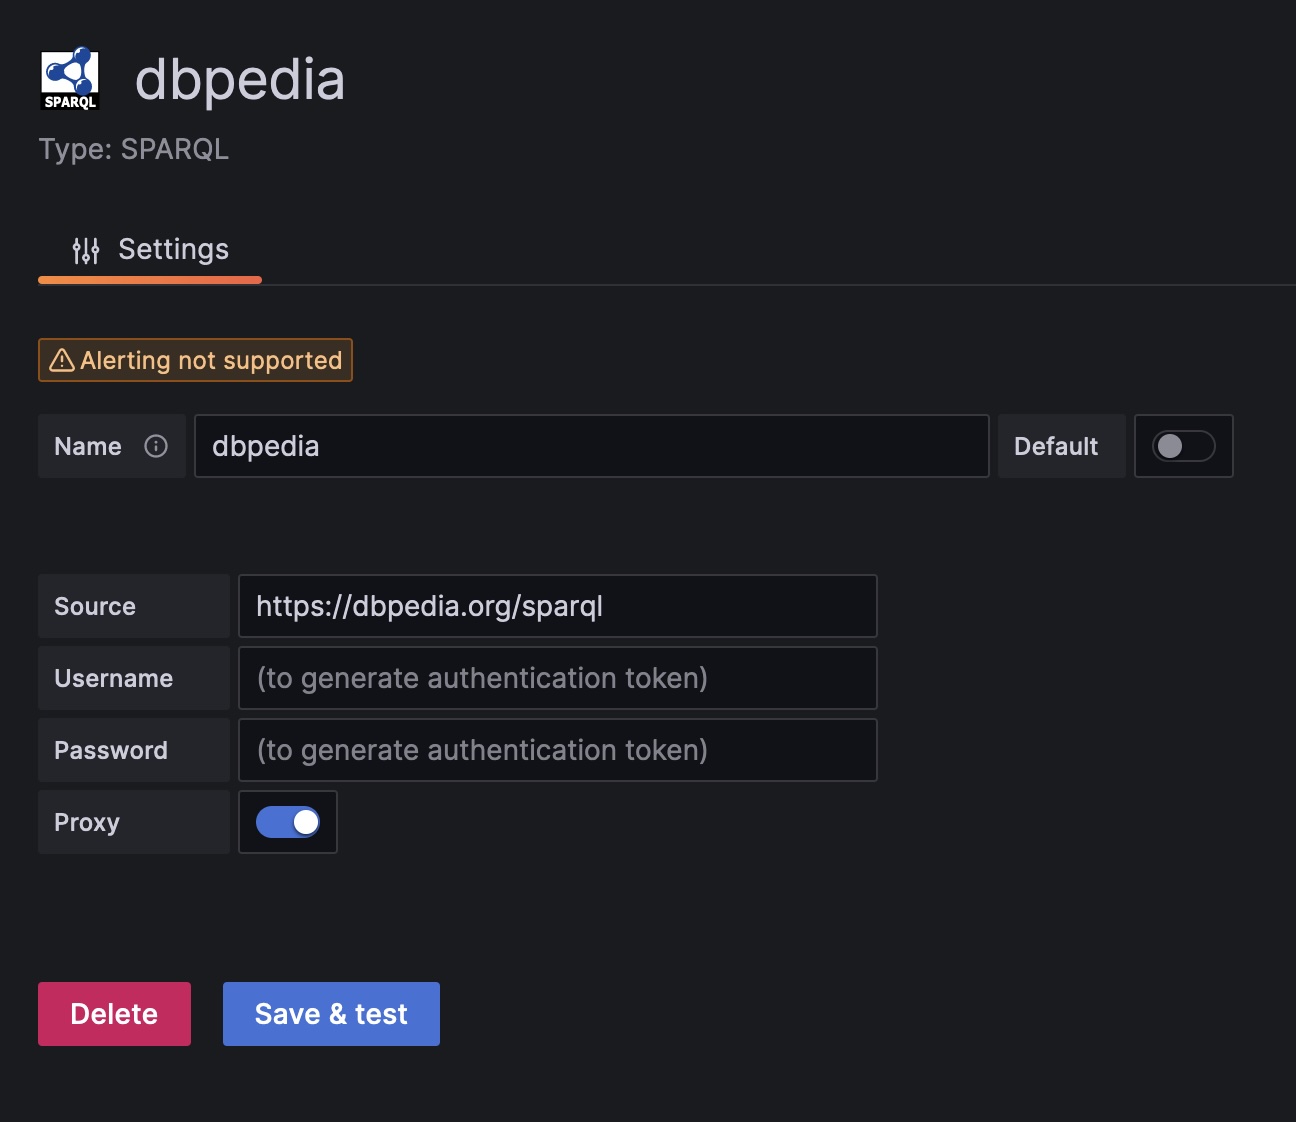 SPARQL
dbpedia
Type: SPARQL
Settings
Alerting not supported
Name dbpedia Default
Source https://dbpedia.org/sparql
Username (to generate authentication token)
Password (to generate authentication token)
Proxy
Delete Save & test